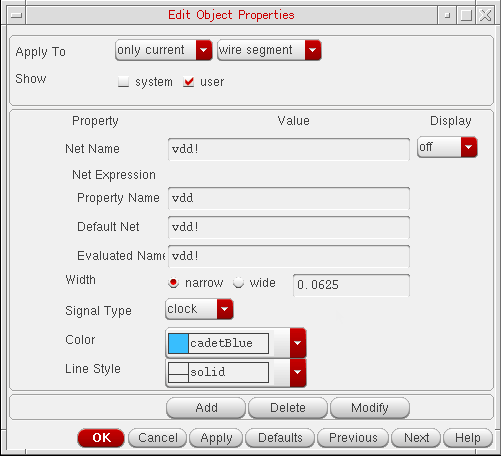 Edit Object Properties
Apply To only current wire segment
Show system user
Property Value Display
Net Name vdd! off
Net Expression
Property Name vdd
Default Net vdd!
Evaluated Name vdd!
Width narrow wide 0.0625
Signal Type clock
Color cadetBlue
Line Style solid
Add Delete Modify
OK Cancel Apply Defaults Previous Next Help